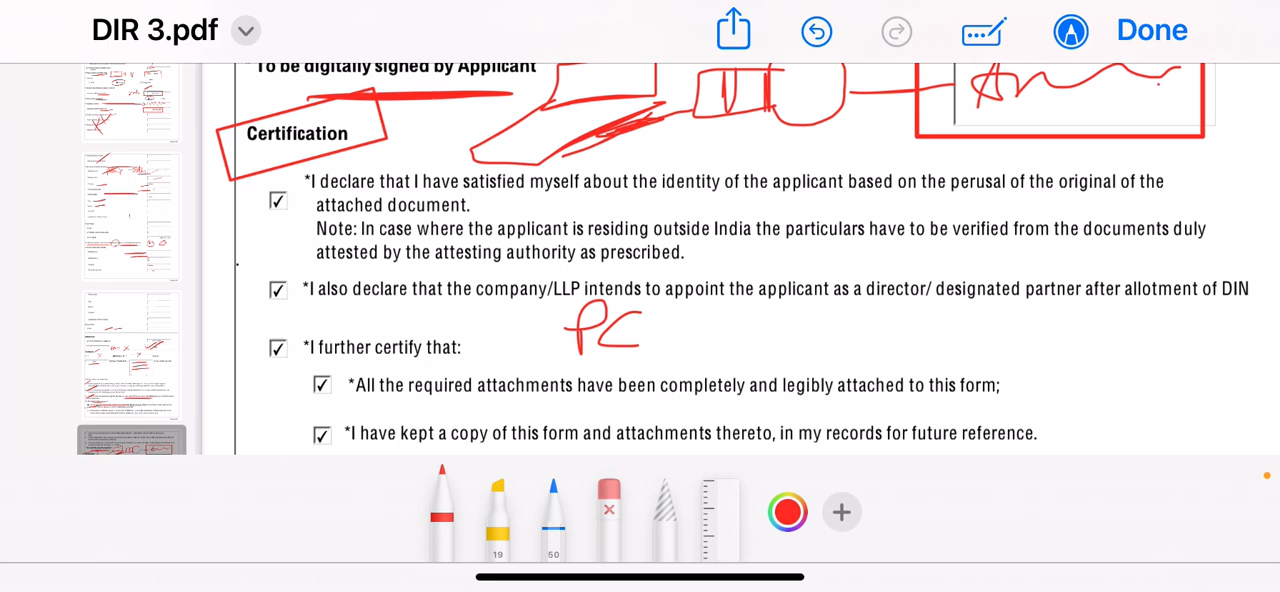 DIR 3.pdf
Done
To be digitally signed by Applicant
Certification
*I declare that I have satisfied myself about the identity of the applicant based on the perusal of the original of the
attached document.
Note: In case where the applicant is residing outside India the particulars have to be verified from the documents duly
attested by the attesting authority as prescribed.
*I also declare that the company/LLP intends to appoint the applicant as a director/ designated partner after allotment of DIN
PC
*I further certify that:
*All the required attachments have been completely and legibly attached to this form;
*I have kept a copy of this form and attachments thereto, in my records for future reference.
19
50